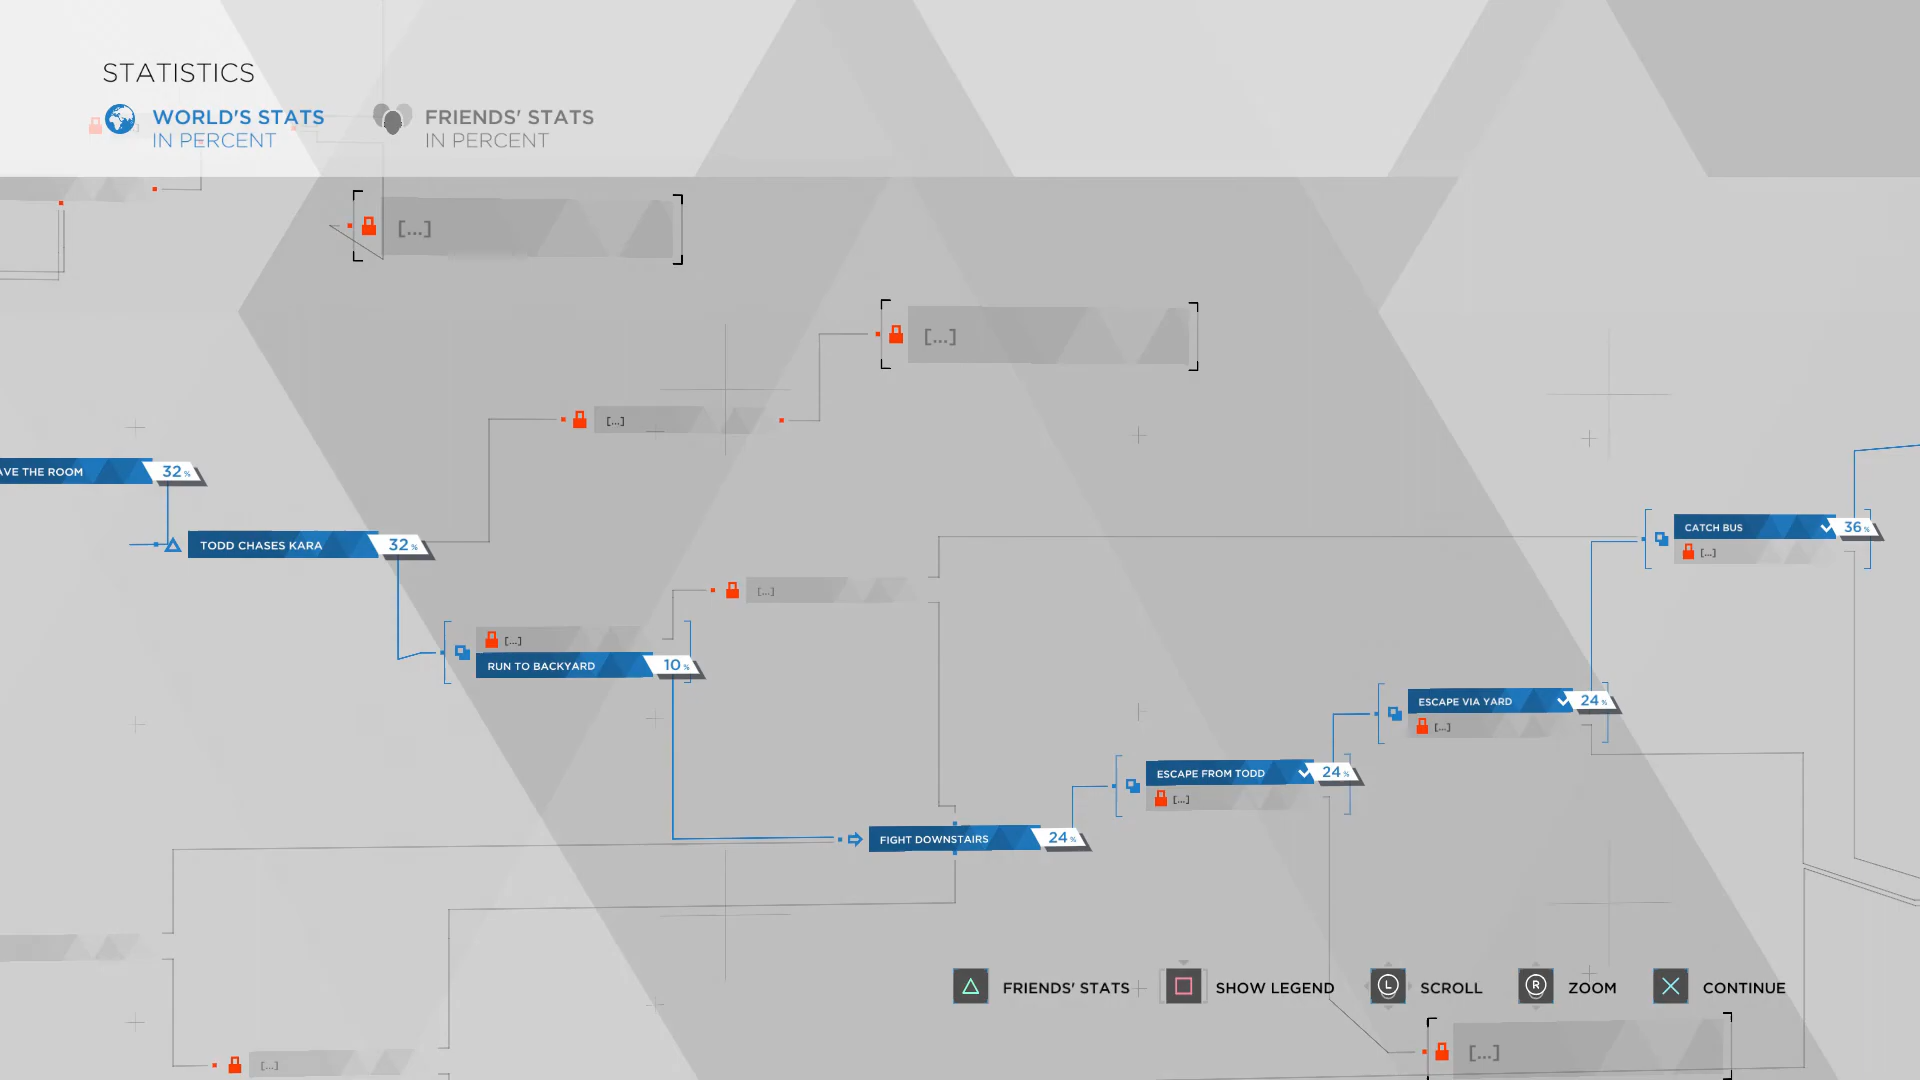 STATISTICS
WORLD'S STATS
IN PERCENT
FRIENDS' STATS
IN PERCENT
[...]
[...]
[...]
AVE THE ROOM 32%
TODD CHASES KARA 32%
CATCH BUS 36%
[...]
[...]
[...]
RUN TO BACKYARD 10%
ESCAPE VIA YARD 24%
[...]
ESCAPE FROM TODD 24%
[...]
FIGHT DOWNSTAIRS 24%
FRIENDS' STATS
SHOW LEGEND
L SCROLL
R ZOOM
CONTINUE
[...]
[...]